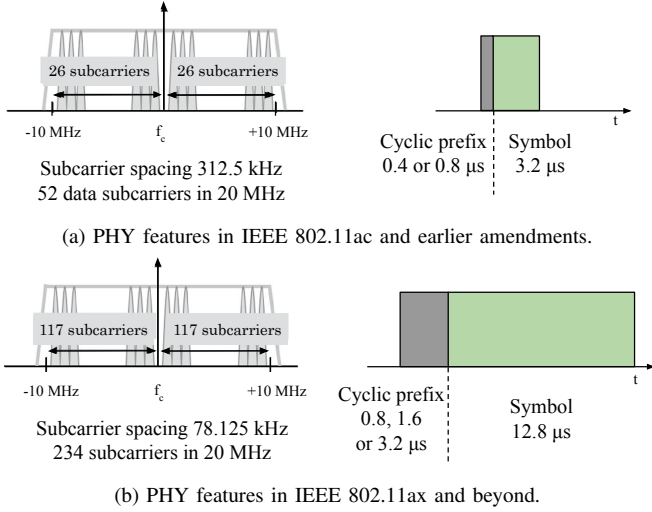 26 subcarriers 26 subcarriers
-10 MHz fc +10 MHz t
Subcarrier spacing 312.5 kHz
52 data subcarriers in 20 MHz
Cyclic prefix Symbol
0.4 or 0.8 µs 3.2 µs
(a) PHY features in IEEE 802.11ac and earlier amendments.
117 subcarriers 117 subcarriers
-10 MHz fc +10 MHz t
Subcarrier spacing 78.125 kHz
234 subcarriers in 20 MHz
Cyclic prefix
0.8, 1.6
or 3.2 µs
Symbol
12.8 µs
(b) PHY features in IEEE 802.11ax and beyond.